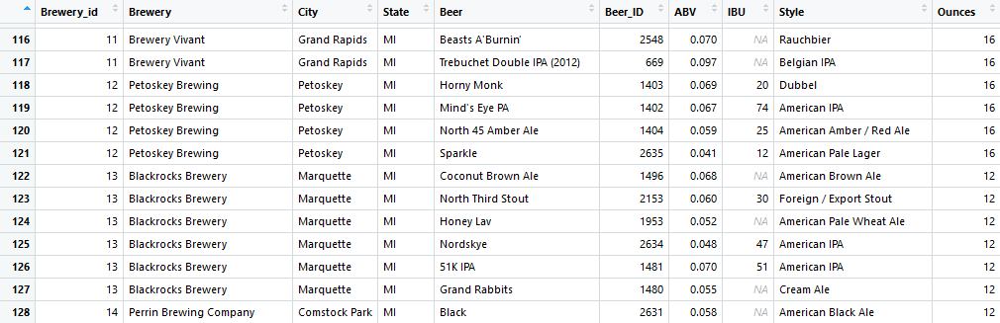 Brewery_id Brewery City State Beer Beer_ID ABV IBU Style Ounces
116 11 Brewery Vivant Grand Rapids MI Beasts A'Burnin' 2548 0.070 NA Rauchbier 16
117 11 Brewery Vivant Grand Rapids MI Trebuchet Double IPA (2012) 669 0.097 NA Belgian IPA 16
118 12 Petoskey Brewing Petoskey MI Horny Monk 1403 0.069 20 Dubbel 16
119 12 Petoskey Brewing Petoskey MI Mind's Eye PA 1402 0.067 74 American IPA 16
120 12 Petoskey Brewing Petoskey MI North 45 Amber Ale 1404 0.059 25 American Amber / Red Ale 16
121 12 Petoskey Brewing Petoskey MI Sparkle 2635 0.041 12 American Pale Lager 16
122 13 Blackrocks Brewery Marquette MI Coconut Brown Ale 1496 0.068 NA American Brown Ale 12
123 13 Blackrocks Brewery Marquette MI North Third Stout 2153 0.060 30 Foreign / Export Stout 12
124 13 Blackrocks Brewery Marquette MI Honey Lav 1953 0.052 NA American Pale Wheat Ale 12
125 13 Blackrocks Brewery Marquette MI Nordskye 2634 0.048 47 American IPA 12
126 13 Blackrocks Brewery Marquette MI 51K IPA 1481 0.070 51 American IPA 12
127 13 Blackrocks Brewery Marquette MI Grand Rabbits 1480 0.055 NA Cream Ale 12
128 14 Perrin Brewing Company Comstock Park MI Black 2631 0.058 NA American Black Ale 12